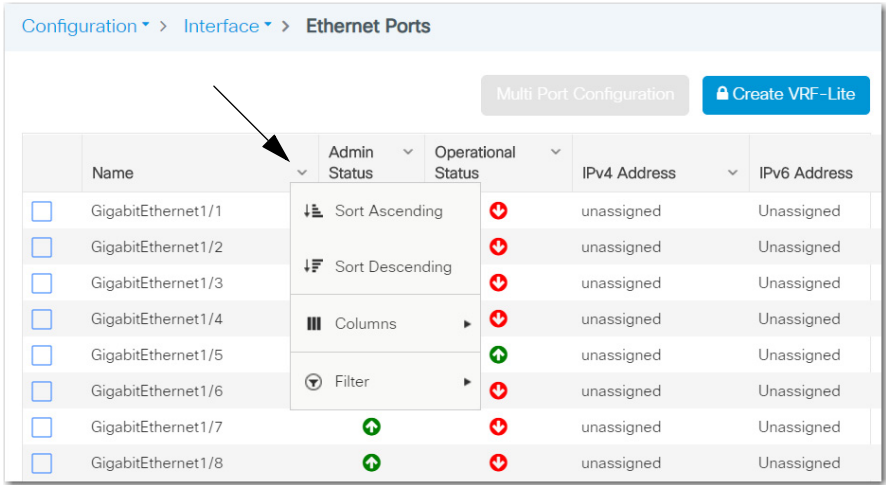 Configuration > Interface > Ethernet Ports
Multi Port Configuration Create VRF-Lite
Admin Operational
Name Status Status IPv4 Address IPv6 Address
GigabitEthernet1/1 Sort Ascending unassigned Unassigned
GigabitEthernet1/2 unassigned Unassigned
Sort Descending
GigabitEthernet1/3 unassigned Unassigned
GigabitEthernet1/4 Columns unassigned Unassigned
GigabitEthernet1/5 unassigned Unassigned
GigabitEthernet1/6 Filter unassigned Unassigned
GigabitEthernet1/7 unassigned Unassigned
GigabitEthernet1/8 unassigned Unassigned